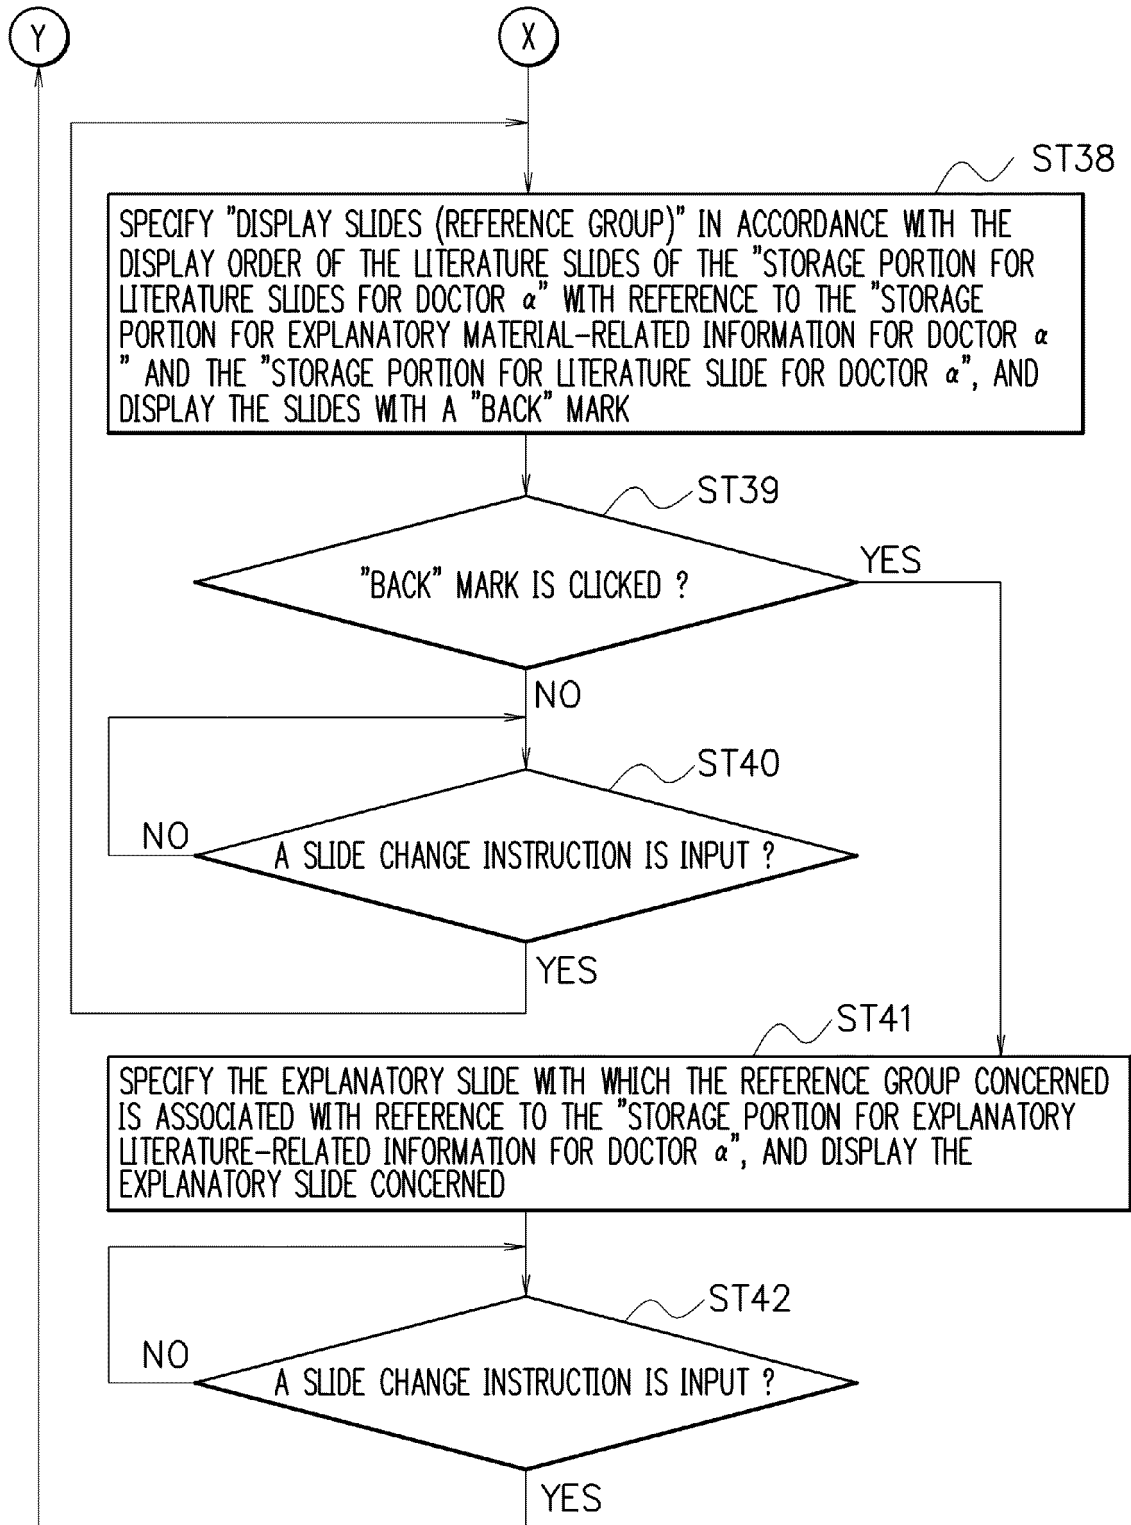 Y
X
ST38
SPECIFY "DISPLAY SLIDES (REFERENCE GROUP)" IN ACCORDANCE WITH THE
DISPLAY ORDER OF THE LITERATURE SLIDES OF THE "STORAGE PORTION FOR
LITERATURE SLIDES FOR DOCTOR α" WITH REFERENCE TO THE "STORAGE
PORTION FOR EXPLANATORY MATERIAL-RELATED INFORMATION FOR DOCTOR α
" AND THE "STORAGE PORTION FOR LITERATURE SLIDE FOR DOCTOR α", AND
DISPLAY THE SLIDES WITH A "BACK" MARK
ST39
"BACK" MARK IS CLICKED ?
YES
NO
ST40
A SLIDE CHANGE INSTRUCTION IS INPUT ?
NO
YES
ST41
SPECIFY THE EXPLANATORY SLIDE WITH WHICH THE REFERENCE GROUP CONCERNED
IS ASSOCIATED WITH REFERENCE TO THE "STORAGE PORTION FOR EXPLANATORY
LITERATURE-RELATED INFORMATION FOR DOCTOR α", AND DISPLAY THE
EXPLANATORY SLIDE CONCERNED
ST42
A SLIDE CHANGE INSTRUCTION IS INPUT ?
NO
YES